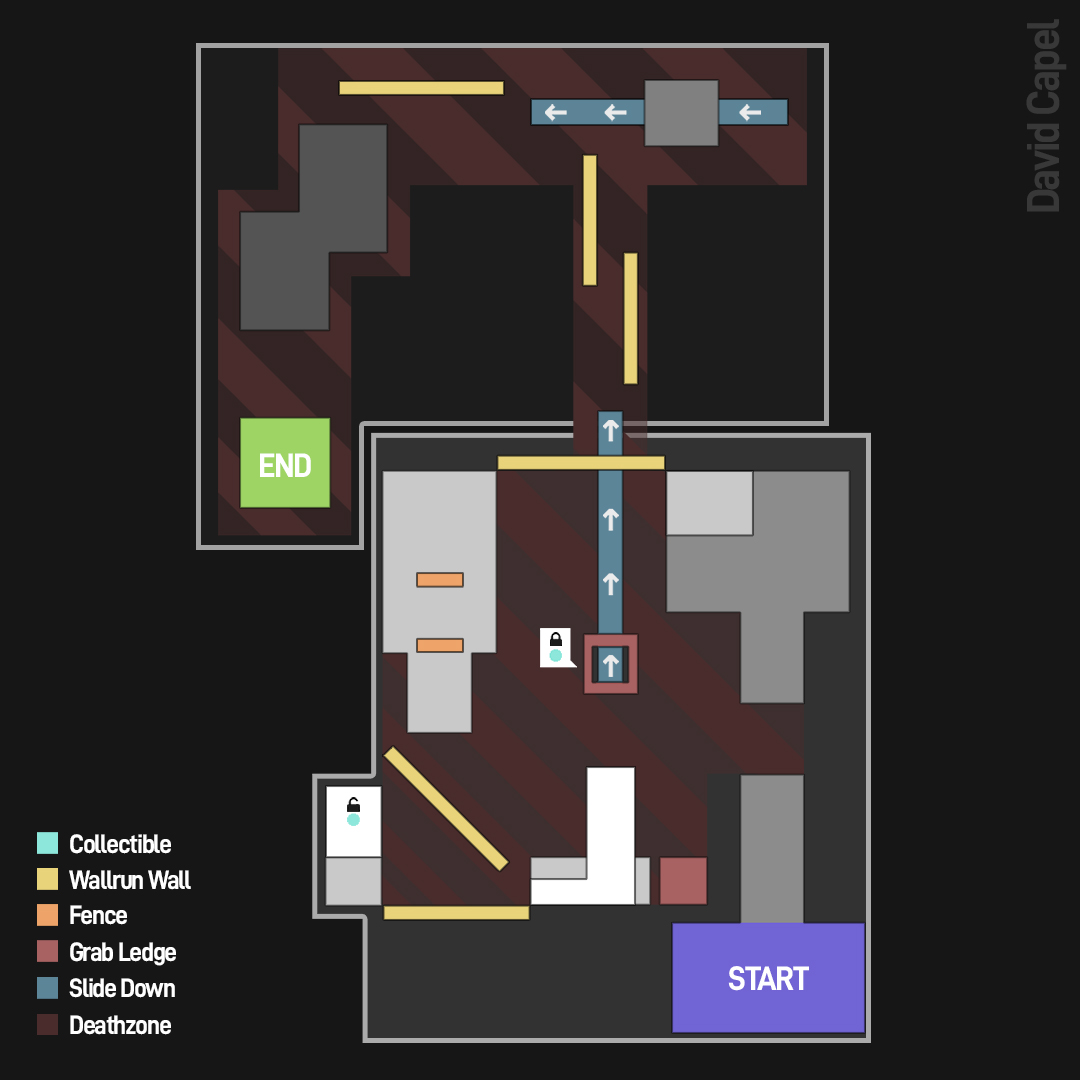 David Capel
END
START
Collectible
Wallrun Wall
Fence
Grab Ledge
Slide Down
Deathzone